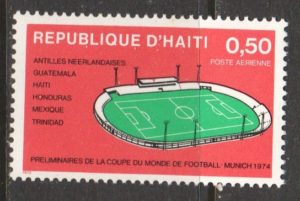 REPUBLIQUE D'HAITI 0,50
POSTE AERIENNE
ANTILLES NEERLANDAISES
GUATEMALA
HAITI
HONDURAS
MEXIQUE
TRINIDAD
PRELIMINAIRES DE LA COUPE DU MONDE DE FOOTBALL - MUNICH 1974